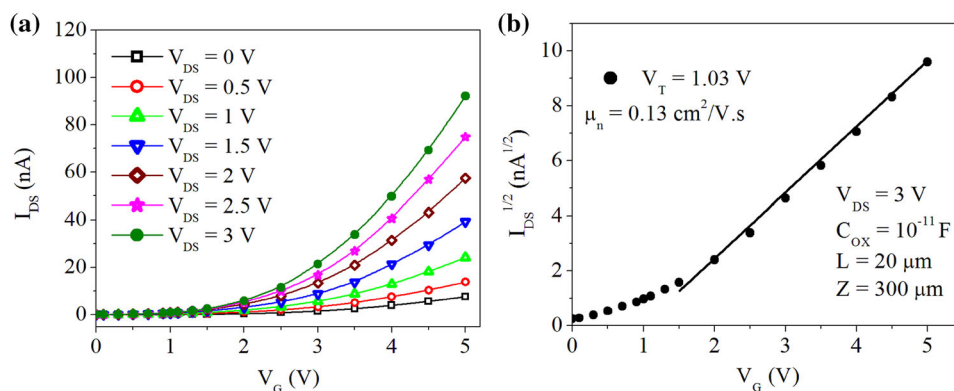 (a)
120
100
80
60
40
20
0
I_DS (nA)
V_DS = 0 V
V_DS = 0.5 V
V_DS = 1 V
V_DS = 1.5 V
V_DS = 2 V
V_DS = 2.5 V
V_DS = 3 V
0 1 2 3 4 5
V_G (V)
(b)
10
8
6
4
2
0
I_DS^1/2 (nA^1/2)
V_T = 1.03 V
μ_n = 0.13 cm²/V.s
V_DS = 3 V
C_OX = 10^-11 F
L = 20 μm
Z = 300 μm
0 1 2 3 4 5
V_G (V)